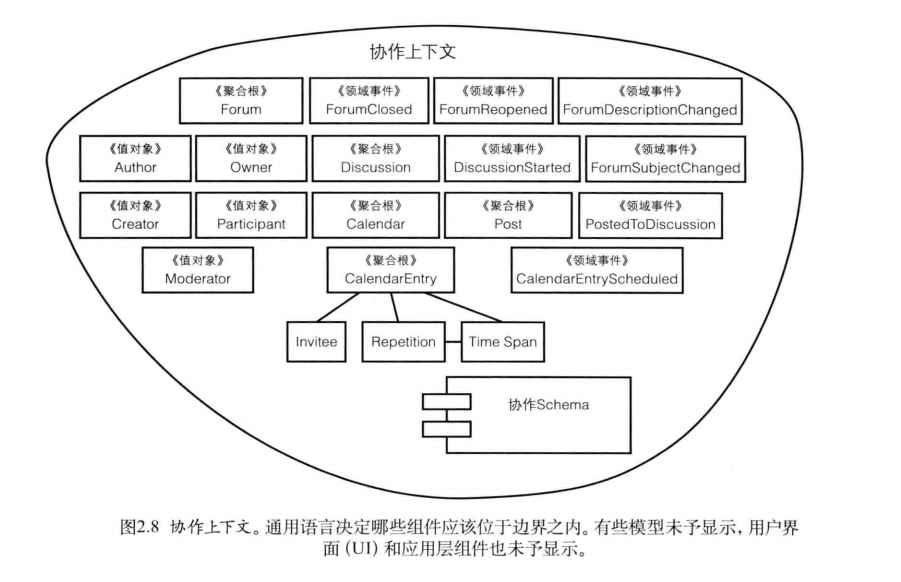 协作上下文
《聚合根》
Forum
《领域事件》
ForumClosed
《领域事件》
ForumReopened
《领域事件》
ForumDescriptionChanged
《值对象》
Author
《值对象》
Owner
《聚合根》
Discussion
《领域事件》
DiscussionStarted
《领域事件》
ForumSubjectChanged
《值对象》
Creator
《值对象》
Participant
《聚合根》
Calendar
《聚合根》
Post
《领域事件》
PostedToDiscussion
《值对象》
Moderator
《聚合根》
CalendarEntry
《领域事件》
CalendarEntryScheduled
Invitee
Repetition
Time Span
协作Schema
图2.8 协作上下文。通用语言决定哪些组件应该位于边界之内。有些模型未予显示，用户界
面（UI）和应用层组件也未予显示。